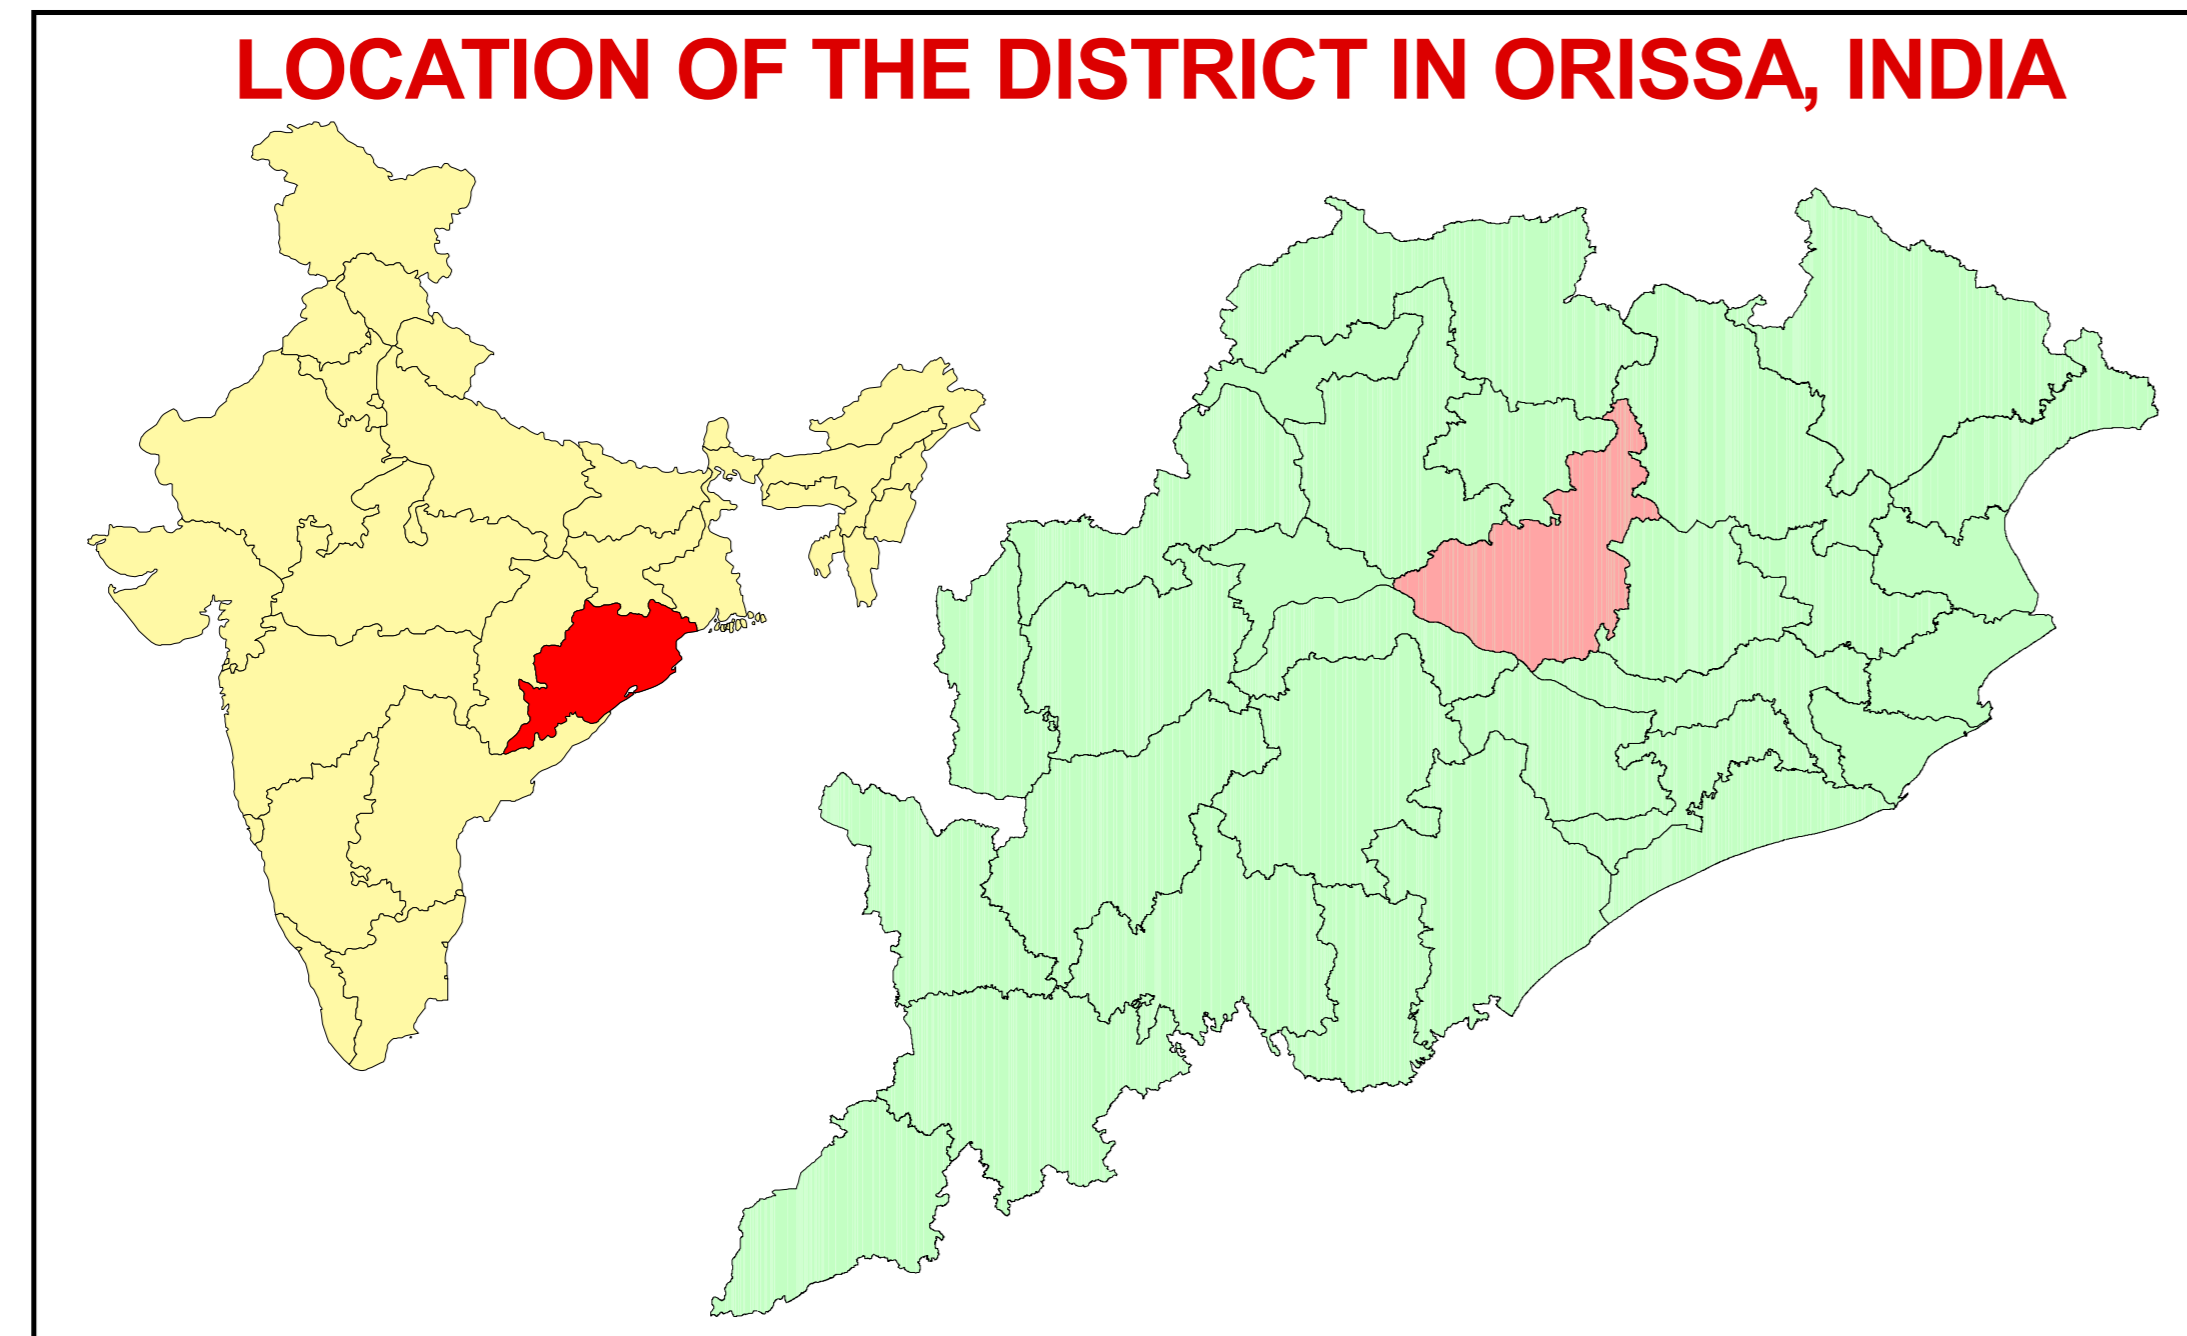 LOCATION OF THE DISTRICT IN ORISSA, INDIA